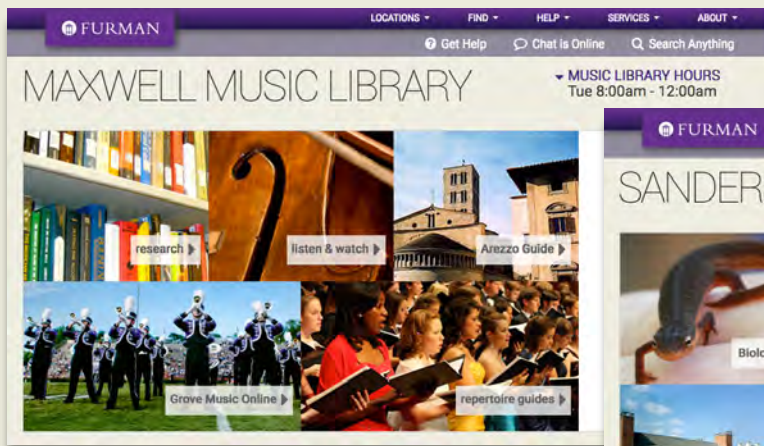 FURMAN
LOCATIONS FIND HELP SERVICES ABOUT
Get Help Chat is Online Search Anything
MAXWELL MUSIC LIBRARY
MUSIC LIBRARY HOURS
Tue 8:00am - 12:00am
FURMAN
SANDER
research
listen & watch
Arezzo Guide
Biolo
Grove Music Online
repertoire guides